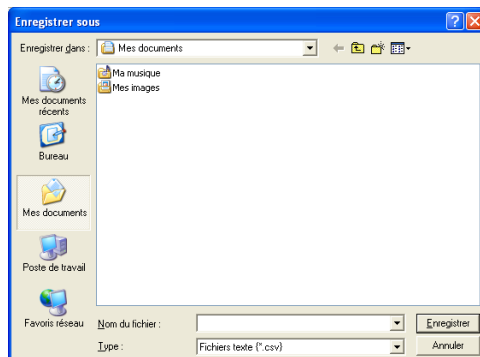 Enregistrer sous
Enregistrer dans : Mes documents
Ma musique
Mes images
Mes documents récents
Bureau
Mes documents
Poste de travail
Favoris réseau
Nom du fichier :
Enregistrer
Type : Fichiers texte (*.csv)
Annuler